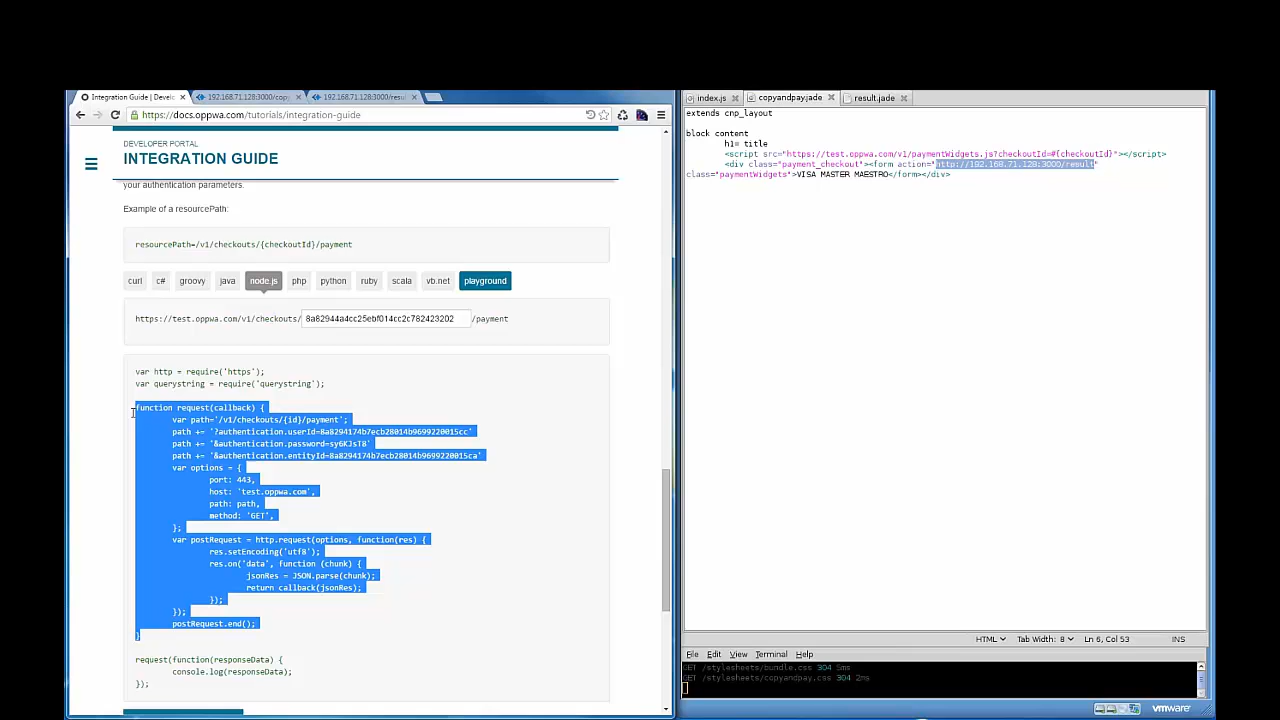 Integration Guide | Devel
192.168.71.128:3000/copy
192.168.71.128:3000/resul
https://docs.oppwa.com/tutorials/integration-guide
DEVELOPER PORTAL
INTEGRATION GUIDE
your authentication parameters.
Example of a resourcePath:
resourcePath=/v1/checkouts/{checkoutId}/payment
curl c# groovy java node.js php python ruby scala vb.net playground
https://test.oppwa.com/v1/checkouts/ 8a82944a4cc25ebf014cc2c782423202 /payment
var http = require('https');
var querystring = require('querystring');
function request(callback) {
var path='/v1/checkouts/{id}/payment';
path += '?authentication.userId=8a8294174b7ecb28014b9699220015cc'
path += '&authentication.password=sy6KJsT8'
path += '&authentication.entityId=8a8294174b7ecb28014b9699220015ca'
var options = {
port: 443,
host: 'test.oppwa.com',
path: path,
method: 'GET',
};
var postRequest = http.request(options, function(res) {
res.setEncoding('utf8');
res.on('data', function (chunk) {
jsonRes = JSON.parse(chunk);
return callback(jsonRes);
});
});
postRequest.end();
}
request(function(responseData) {
console.log(responseData);
});
index.js
copyandpay.jade
result.jade
extends cnp_layout
block content
h1= title
<script src="https://test.oppwa.com/v1/paymentWidgets.js?checkoutId=#{checkoutId}"></script>
<div class="payment_checkout"><form action="http://192.168.71.128:3000/result"
class="paymentWidgets">VISA MASTER MAESTRO</form></div>
HTML Tab Width: 8 Ln 6, Col 53 INS
File Edit View Terminal Help
GET /stylesheets/bundle.css 304 5ms
GET /stylesheets/copyandpay.css 304 2ms
vmware